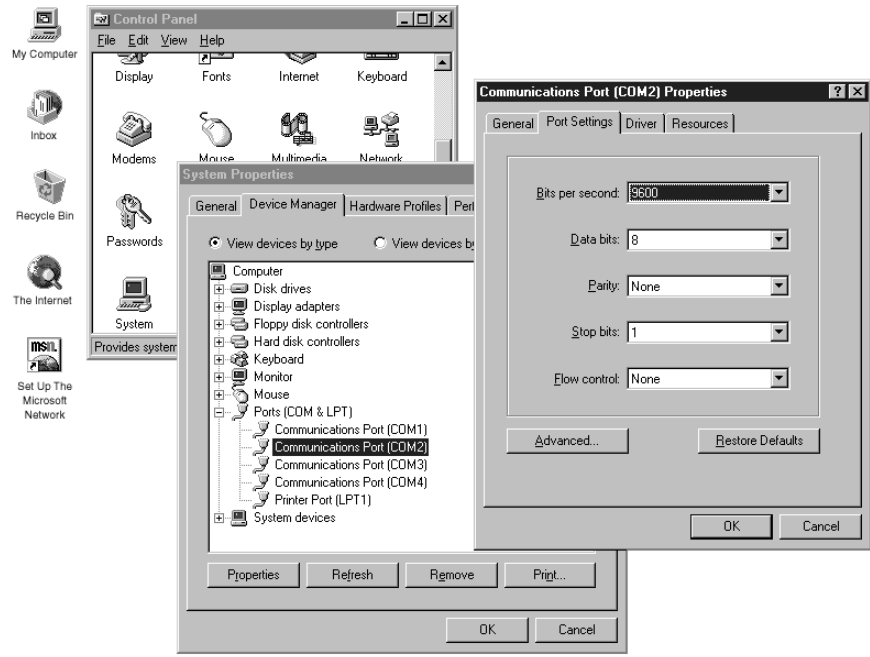 My Computer
Inbox
Recycle Bin
The Internet
msn.
Set Up The
Microsoft
Network
Control Panel
File Edit View Help
Display Fonts Internet Keyboard
Modems Mouse Multimedia Network
Passwords
System
Provides system
System Properties
General Device Manager Hardware Profiles
View devices by type View devices
Computer
Disk drives
Display adapters
Floppy disk controllers
Hard disk controllers
Keyboard
Monitor
Mouse
Ports (COM & LPT)
Communications Port (COM1)
Communications Port (COM2)
Communications Port (COM3)
Communications Port (COM4)
Printer Port (LPT1)
System devices
Properties Refresh Remove Print...
OK Cancel
Communications Port (COM2) Properties
General Port Settings Driver Resources
Bits per second: 9600
Data bits: 8
Parity: None
Stop bits: 1
Flow control: None
Advanced... Restore Defaults
OK Cancel